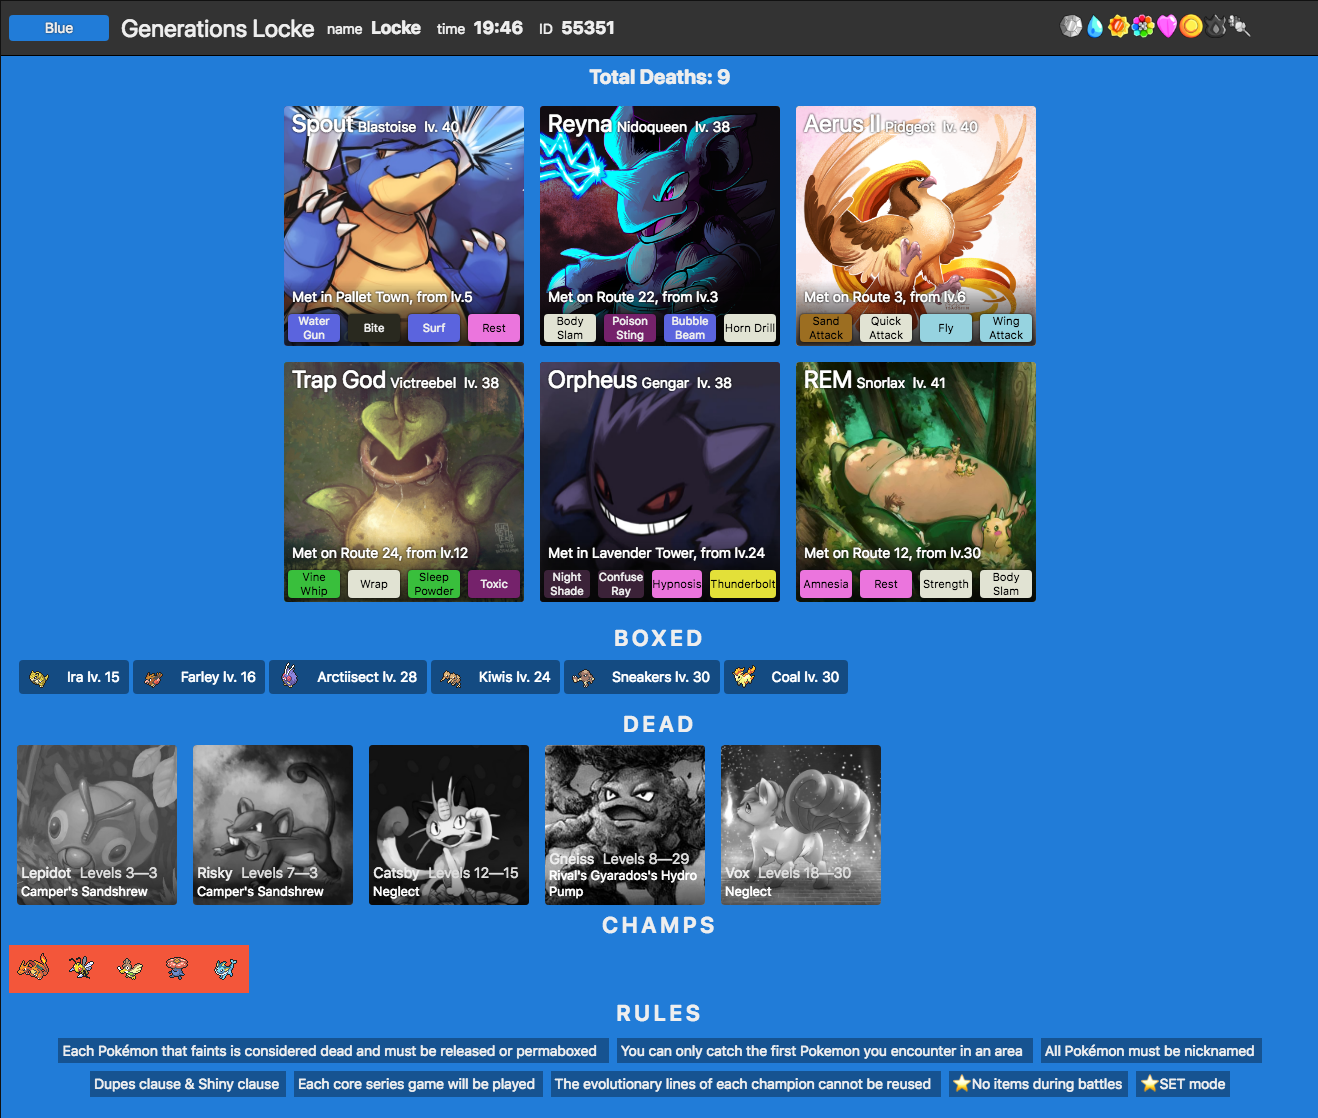 Blue Generations Locke name Locke time 19:46 ID 55351
Total Deaths: 9
Spout Blastoise lv. 40
Met in Pallet Town, from lv.5
Water Gun
Bite
Surf
Rest
Reyna Nidoqueen lv. 38
Met on Route 22, from lv.3
Body Slam
Poison Sting
Bubble Beam
Horn Drill
Aerus II Pidgeot lv. 40
Met on Route 3, from lv.6
Sand Attack
Quick Attack
Fly
Wing Attack
Trap God Victreebel lv. 38
Met on Route 24, from lv.12
Vine Whip
Wrap
Sleep Powder
Toxic
Orpheus Gengar lv. 38
Met in Lavender Tower, from lv.24
Night Shade
Confuse Ray
Hypnosis
Thunderbolt
REM Snorlax lv. 41
Met on Route 12, from lv.30
Amnesia
Rest
Strength
Body Slam
BOXED
Ira lv. 15
Farley lv. 16
Arctiisect lv. 28
Kiwis lv. 24
Sneakers lv. 30
Coal lv. 30
DEAD
Lepidot Levels 3—3
Camper's Sandshrew
Risky Levels 7—3
Camper's Sandshrew
Catsby Levels 12—15
Neglect
Gneiss Levels 8—29
Rival's Gyarados's Hydro
Pump
Vox Levels 18—30
Neglect
CHAMPS
RULES
Each Pokémon that faints is considered dead and must be released or permaboxed
You can only catch the first Pokemon you encounter in an area
All Pokémon must be nicknamed
Dupes clause & Shiny clause
Each core series game will be played
The evolutionary lines of each champion cannot be reused
⭐No items during battles
⭐SET mode